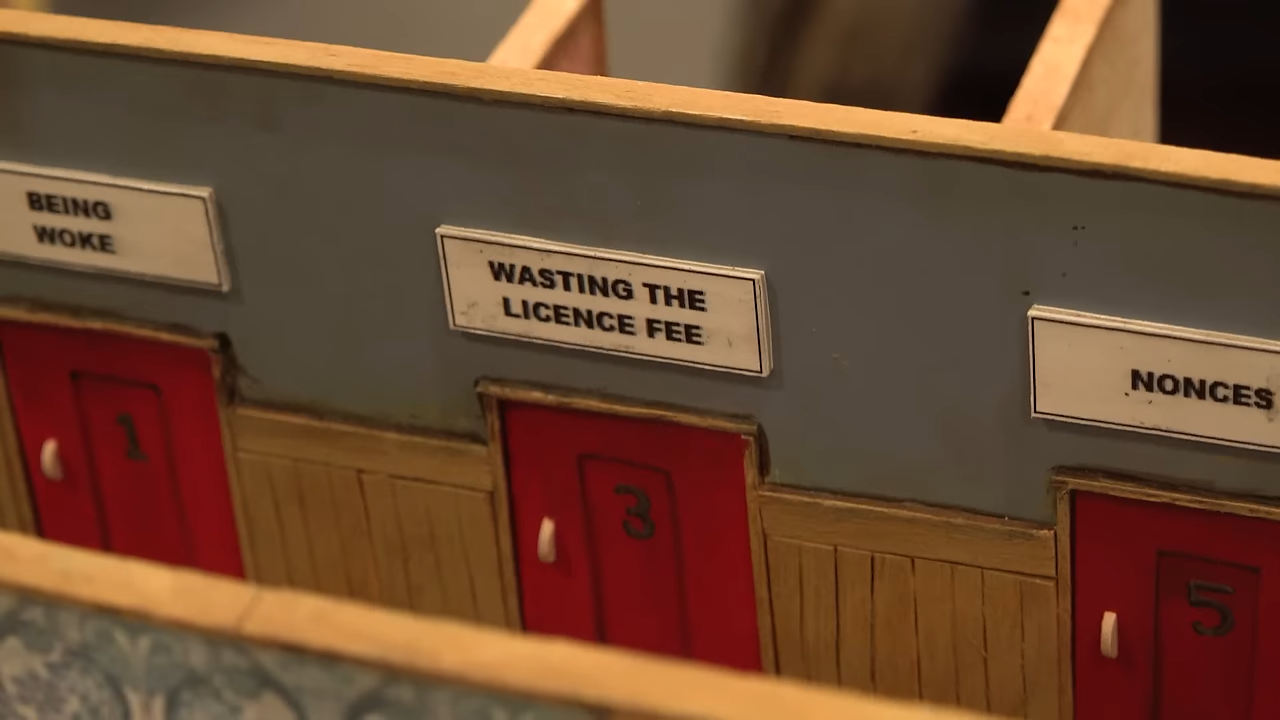 BEING
WOKE
WASTING THE
LICENCE FEE
NONCES
1
3
5